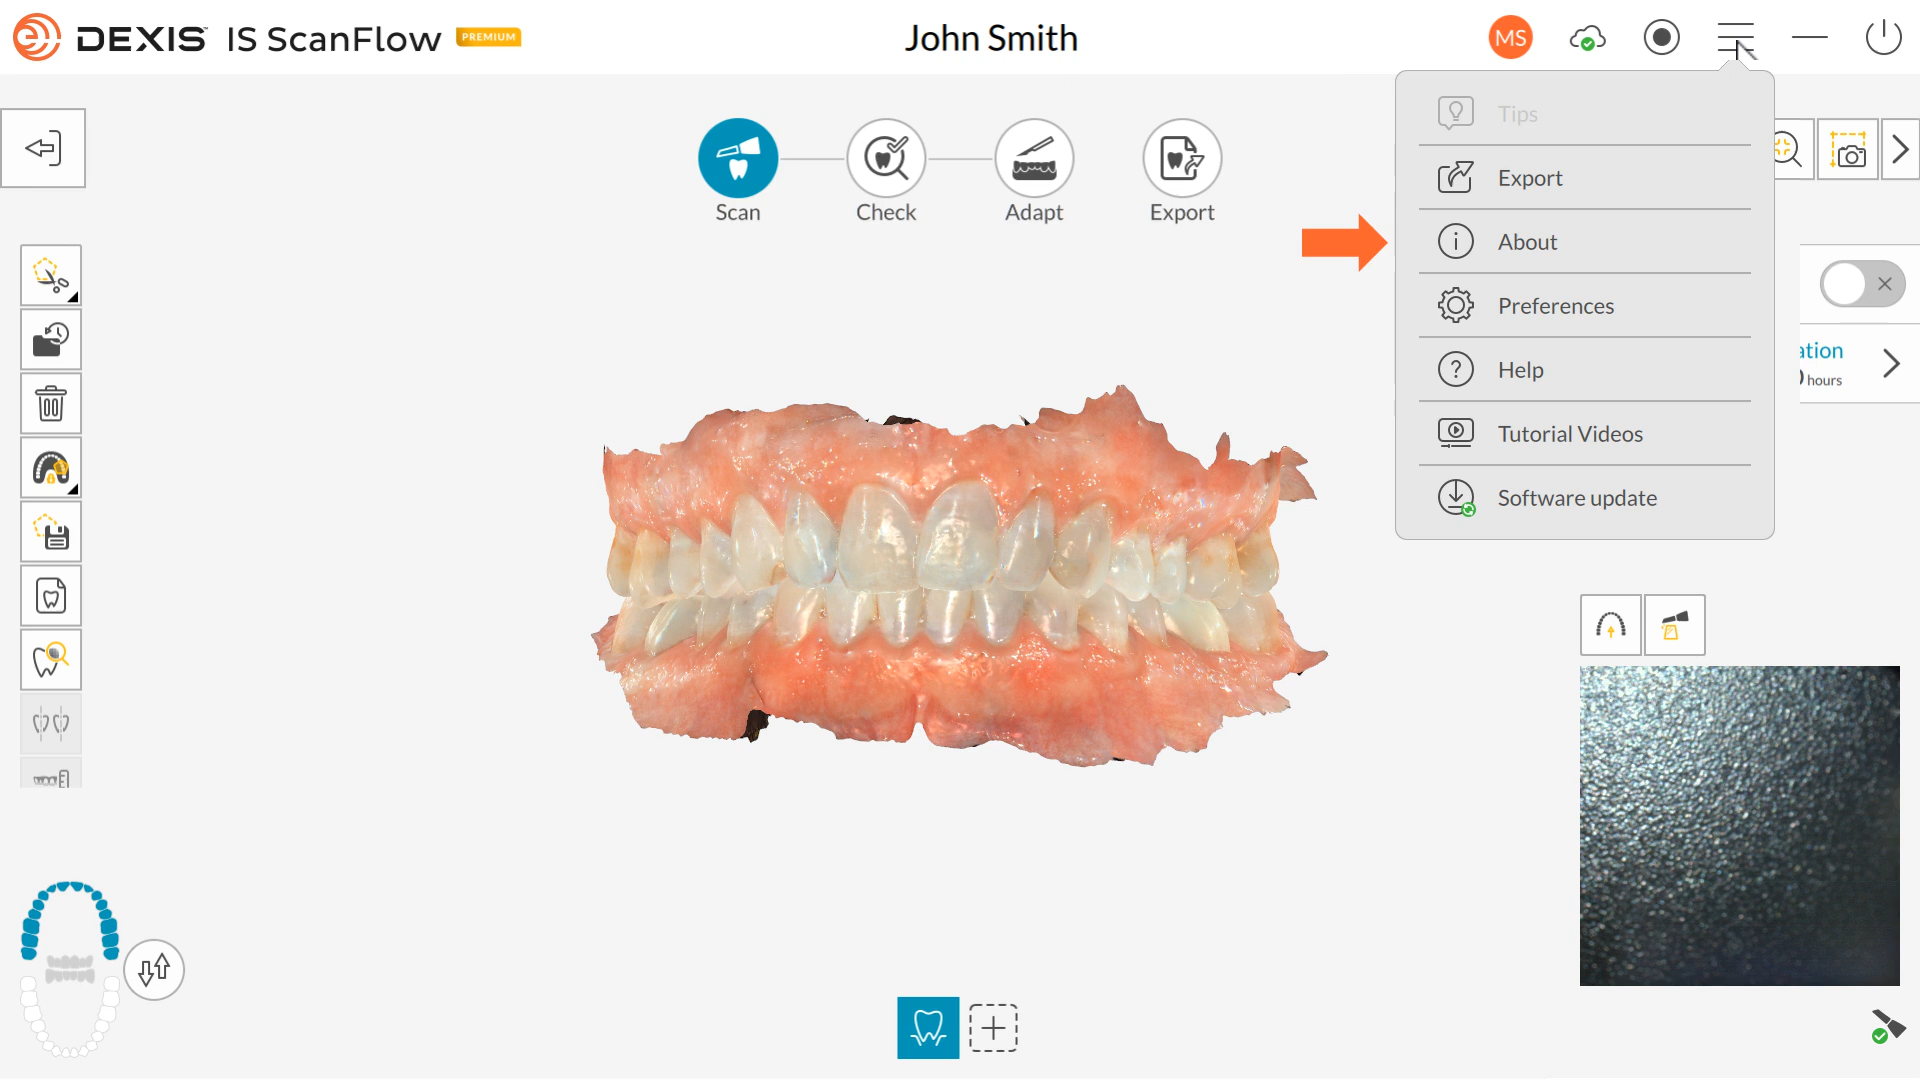 DEXIS IS ScanFlow PREMIUM
John Smith
MS
Tips
Export
About
Preferences
Help
Tutorial Videos
Software update
Scan
Check
Adapt
Export
ation
hours